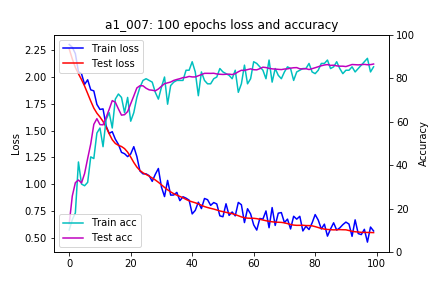 a1_007: 100 epochs loss and accuracy
Train loss
Test loss
Train acc
Test acc
Loss
2.25
2.00
1.75
1.50
1.25
1.00
0.75
0.50
Accuracy
100
80
60
40
20
0
0 20 40 60 80 100